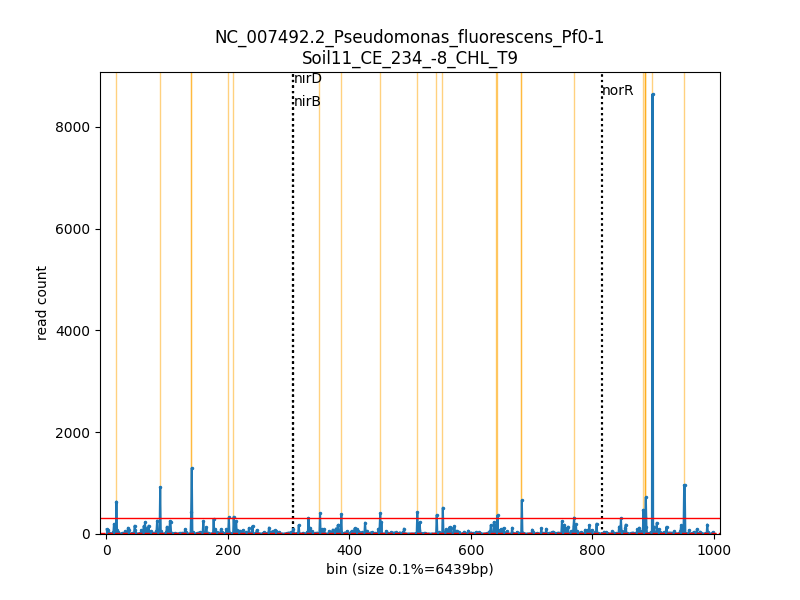 NC_007492.2_Pseudomonas_fluorescens_Pf0-1
Soil11_CE_234_-8_CHL_T9
nirD
nirB
norR
8000
6000
4000
2000
0
read count
0
200
400
600
800
1000
bin (size 0.1%=6439bp)